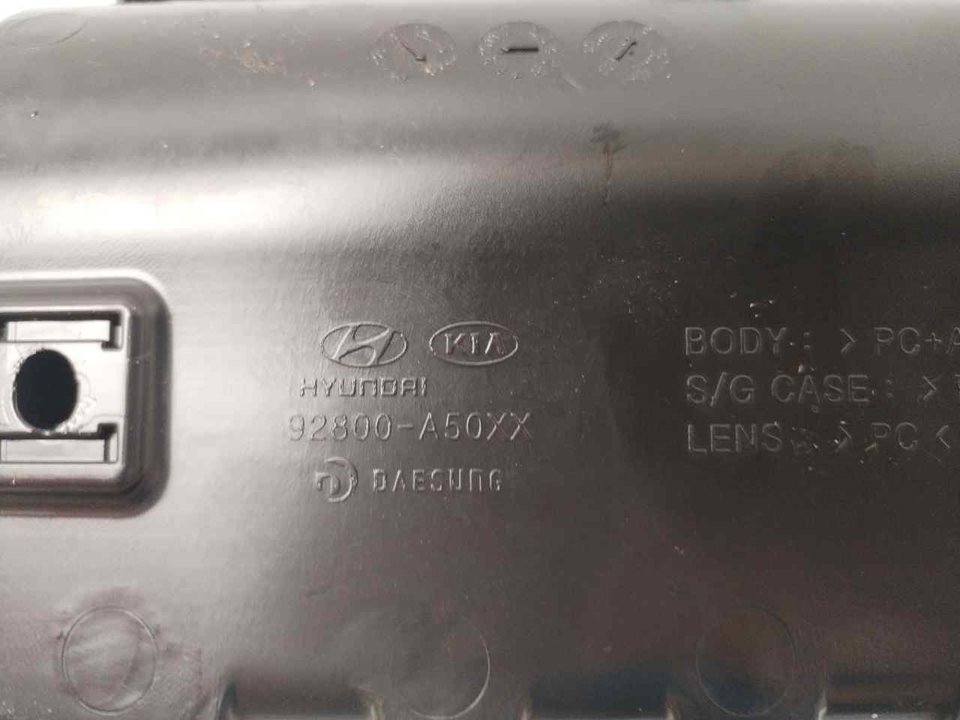 KIA
HYUNDAI
92800-A50XX
DAESUNG
BODY : > PC+A
S/G CASE : >
LENS > PC <